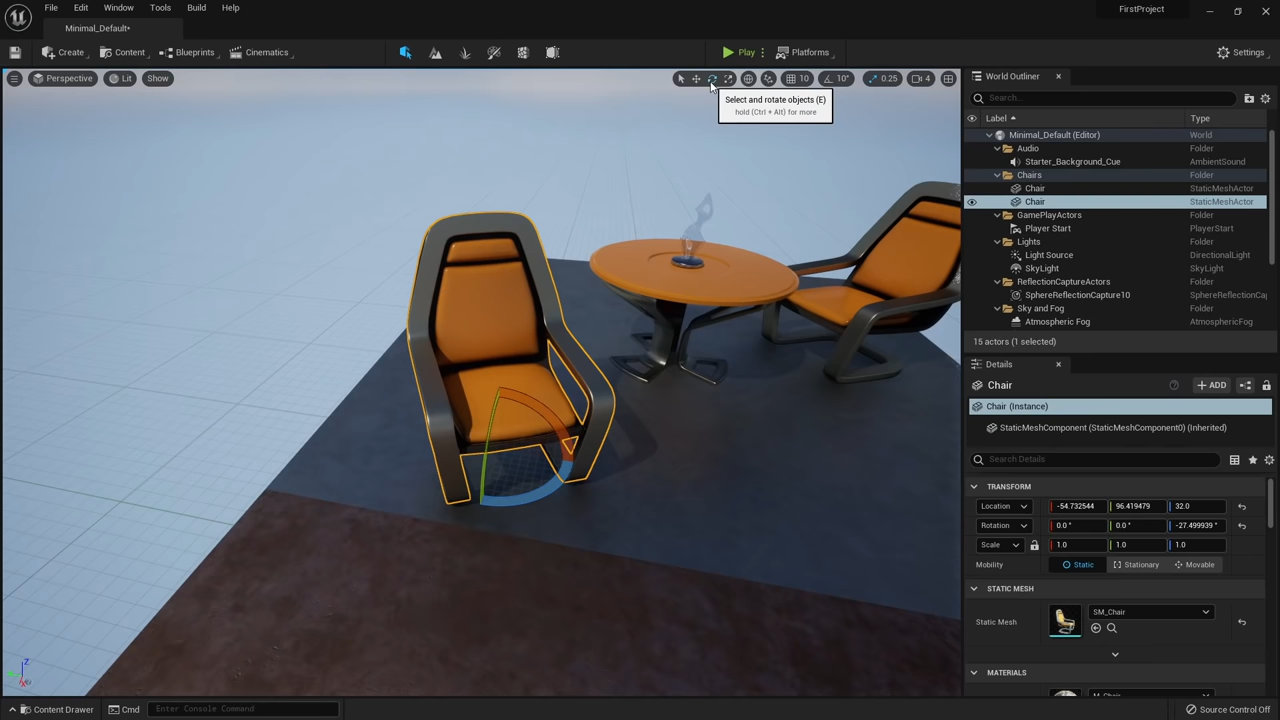 File Edit Window Tools Build Help
FirstProject
Minimal_Default•
Create Content Blueprints Cinematics Play Platforms Settings
Perspective Lit Show 10 10° 0.25 4
Select and rotate objects (E)
hold (Ctrl + Alt) for more
World Outliner
Search...
Label Type
Minimal_Default (Editor) World
Audio Folder
Starter_Background_Cue AmbientSound
Chairs Folder
Chair StaticMeshActor
Chair StaticMeshActor
GamePlayActors Folder
Player Start PlayerStart
Lights Folder
Light Source DirectionalLight
SkyLight SkyLight
ReflectionCaptureActors Folder
SphereReflectionCapture10 SphereReflectionCa
Sky and Fog Folder
Atmospheric Fog AtmosphericFog
15 actors (1 selected)
Details
Chair + ADD
Chair (Instance)
StaticMeshComponent (StaticMeshComponent0) (Inherited)
Search Details
TRANSFORM
Location -54.732544 96.419479 32.0
Rotation 0.0 ° 0.0 ° -27.499939 °
Scale 1.0 1.0 1.0
Mobility Static Stationary Movable
STATIC MESH
Static Mesh SM_Chair
MATERIALS
M_Chair
Z
Content Drawer Cmd Enter Console Command Source Control Off